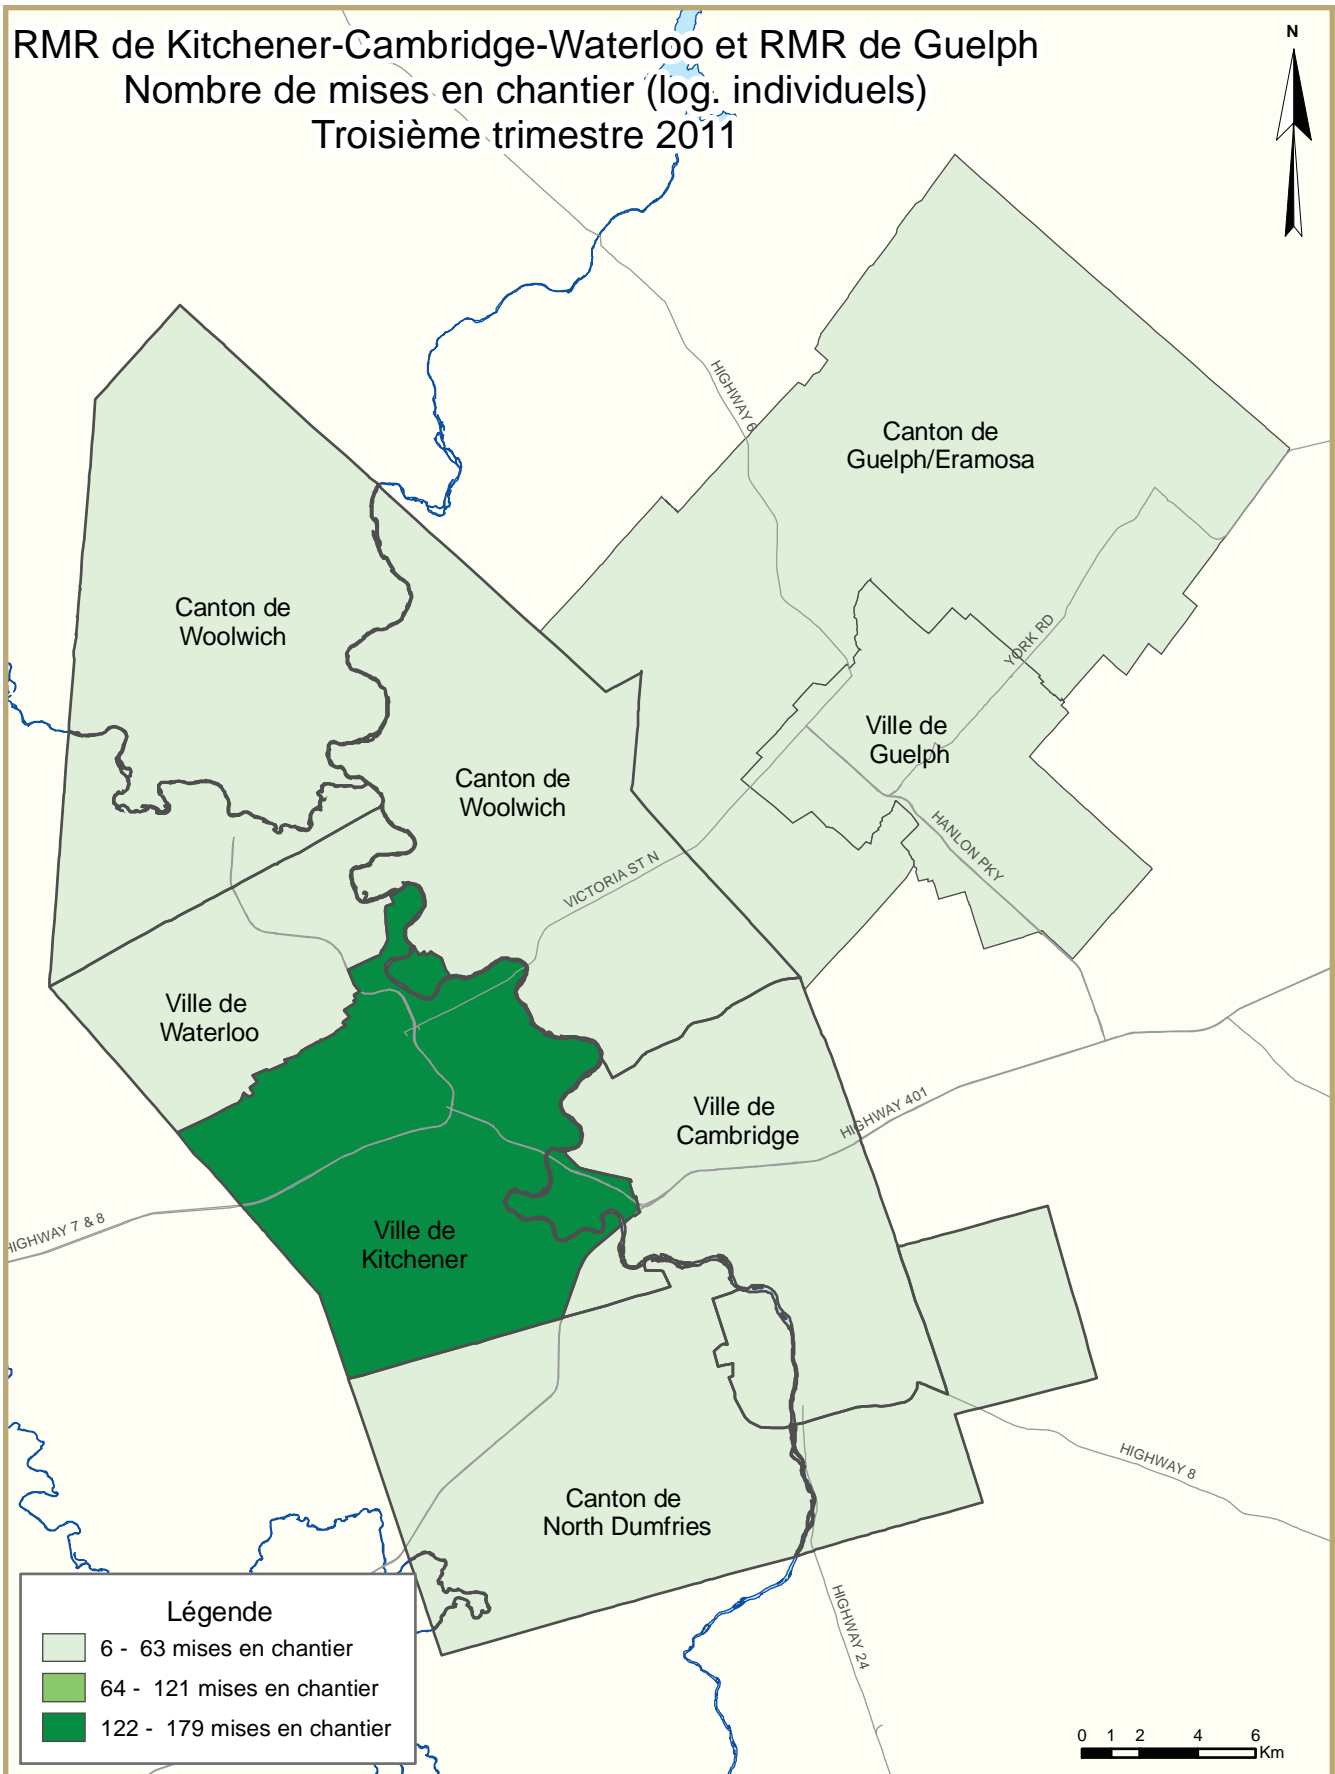 RMR de Kitchener-Cambridge-Waterloo et RMR de Guelph
Nombre de mises en chantier (log. individuels)
Troisième trimestre 2011
N
HIGHWAY 6
Canton de
Guelph/Eramosa
Canton de
Woolwich
YORK RD
Ville de
Guelph
Canton de
Woolwich
HANLON PKY
VICTORIA ST N
Ville de
Waterloo
Ville de
Cambridge
HIGHWAY 401
HIGHWAY 7 & 8
Ville de
Kitchener
HIGHWAY 8
Canton de
North Dumfries
HIGHWAY 24
Légende
6 - 63 mises en chantier
64 - 121 mises en chantier
122 - 179 mises en chantier
0 1 2 4 6
Km